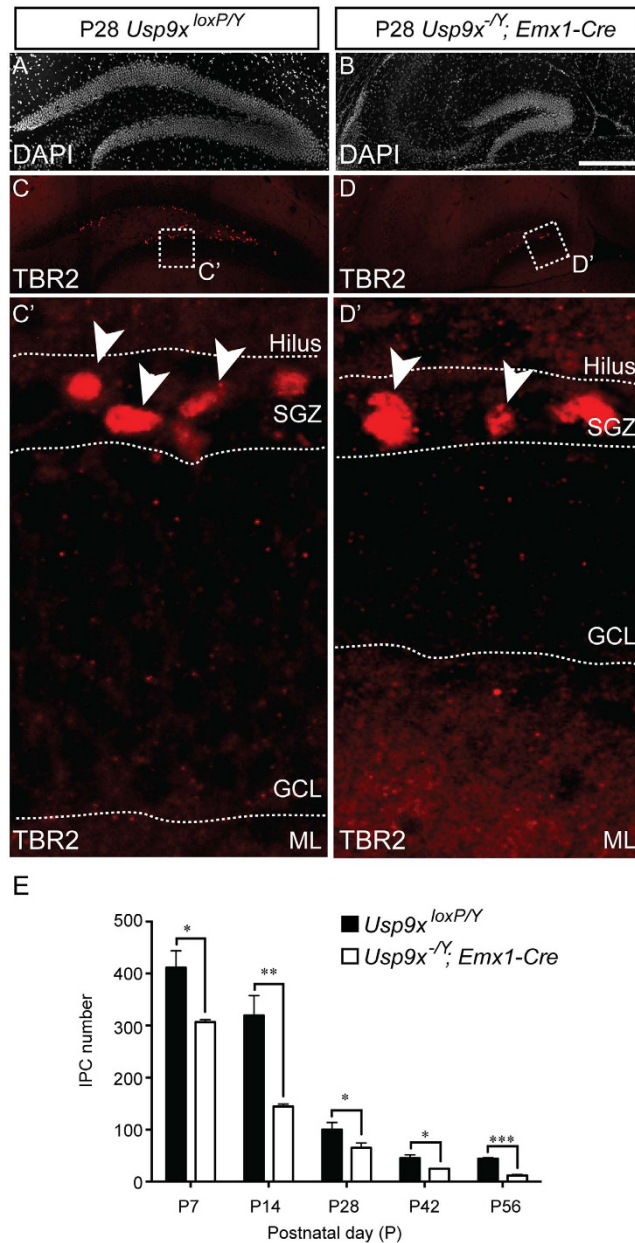 P28 Usp9x loxP/Y
P28 Usp9x -/Y; Emx1-Cre
A
DAPI
B
DAPI
C
C'
TBR2
D
D'
TBR2
C'
Hilus
SGZ
GCL
TBR2
ML
D'
Hilus
SGZ
GCL
TBR2
ML
E
Usp9x loxP/Y
Usp9x -/Y; Emx1-Cre
500
400
300
200
100
0
IPC number
*
**
*
*
***
P7
P14
P28
P42
P56
Postnatal day (P)